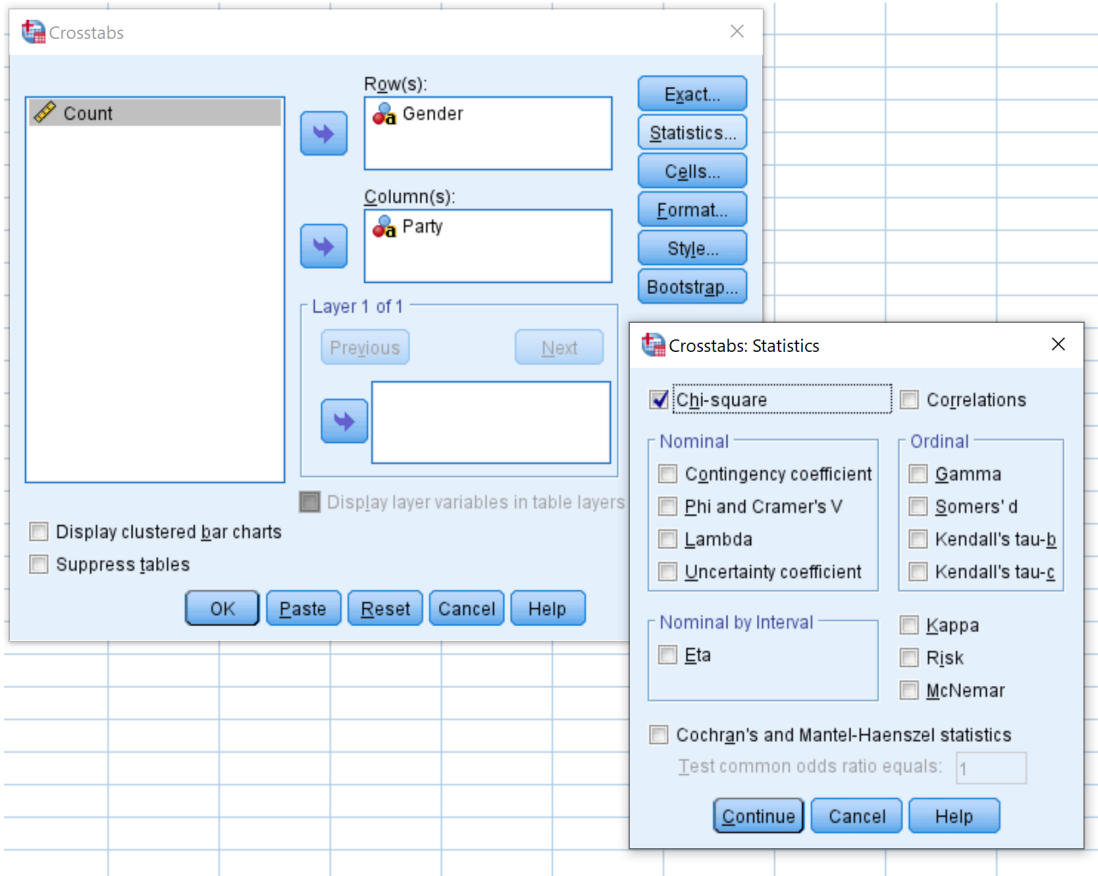 Crosstabs
Count
Row(s):
Gender
Column(s):
Party
Exact...
Statistics...
Cells...
Format...
Style...
Bootstrap...
Layer 1 of 1
Previous
Next
Display layer variables in table layers
Display clustered bar charts
Suppress tables
OK Paste Reset Cancel Help
Crosstabs: Statistics
Chi-square Correlations
Nominal
Contingency coefficient
Phi and Cramer's V
Lambda
Uncertainty coefficient
Ordinal
Gamma
Somers' d
Kendall's tau-b
Kendall's tau-c
Nominal by Interval
Eta
Kappa
Risk
McNemar
Cochran's and Mantel-Haenszel statistics
Test common odds ratio equals: 1
Continue Cancel Help